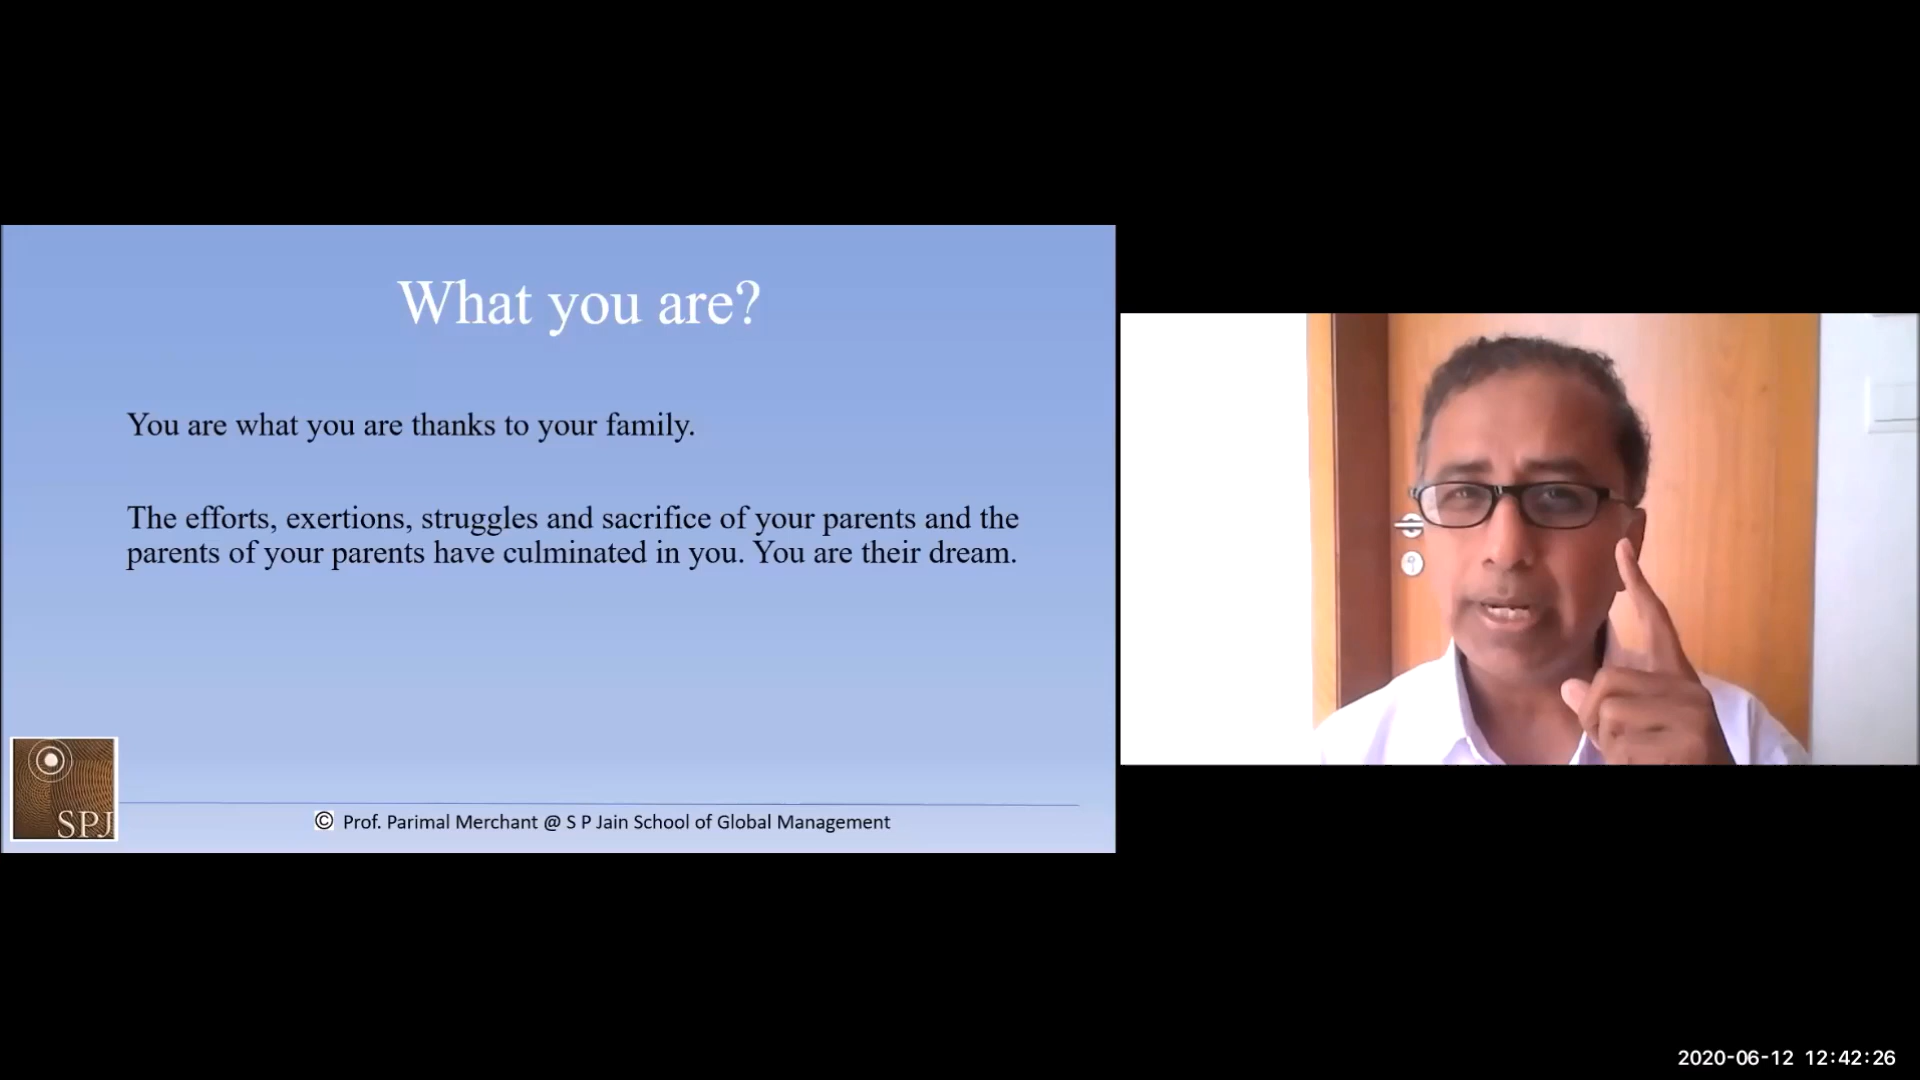 What you are?
You are what you are thanks to your family.
The efforts, exertions, struggles and sacrifice of your parents and the
parents of your parents have culminated in you. You are their dream.
SPJ
© Prof. Parimal Merchant @ S P Jain School of Global Management
2020-06-12 12:42:26